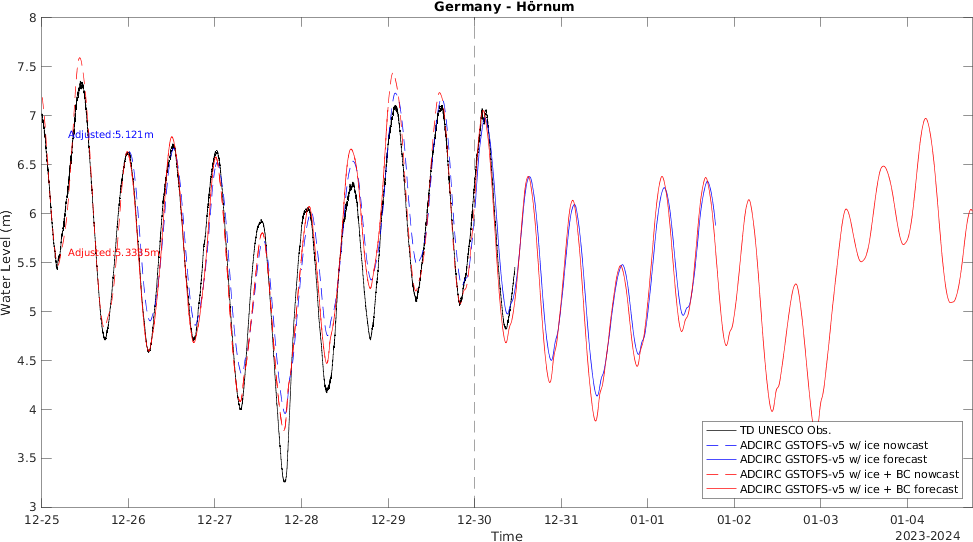 Germany - Hörnum
8
7.5
7
6.5
6
5.5
5
4.5
4
3.5
3
Water Level (m)
Adjusted:5.121m
Adjusted:5.3335m
TD UNESCO Obs.
ADCIRC GSTOFS-v5 w/ ice nowcast
ADCIRC GSTOFS-v5 w/ ice forecast
ADCIRC GSTOFS-v5 w/ ice + BC nowcast
ADCIRC GSTOFS-v5 w/ ice + BC forecast
12-25 12-26 12-27 12-28 12-29 12-30 12-31 01-01 01-02 01-03 01-04
Time
2023-2024